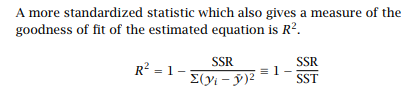 A more standardized statistic which also gives a measure of the
goodness of fit of the estimated equation is R².
R² = 1 − SSR / Σ(yᵢ − ȳ)² ≡ 1 − SSR / SST